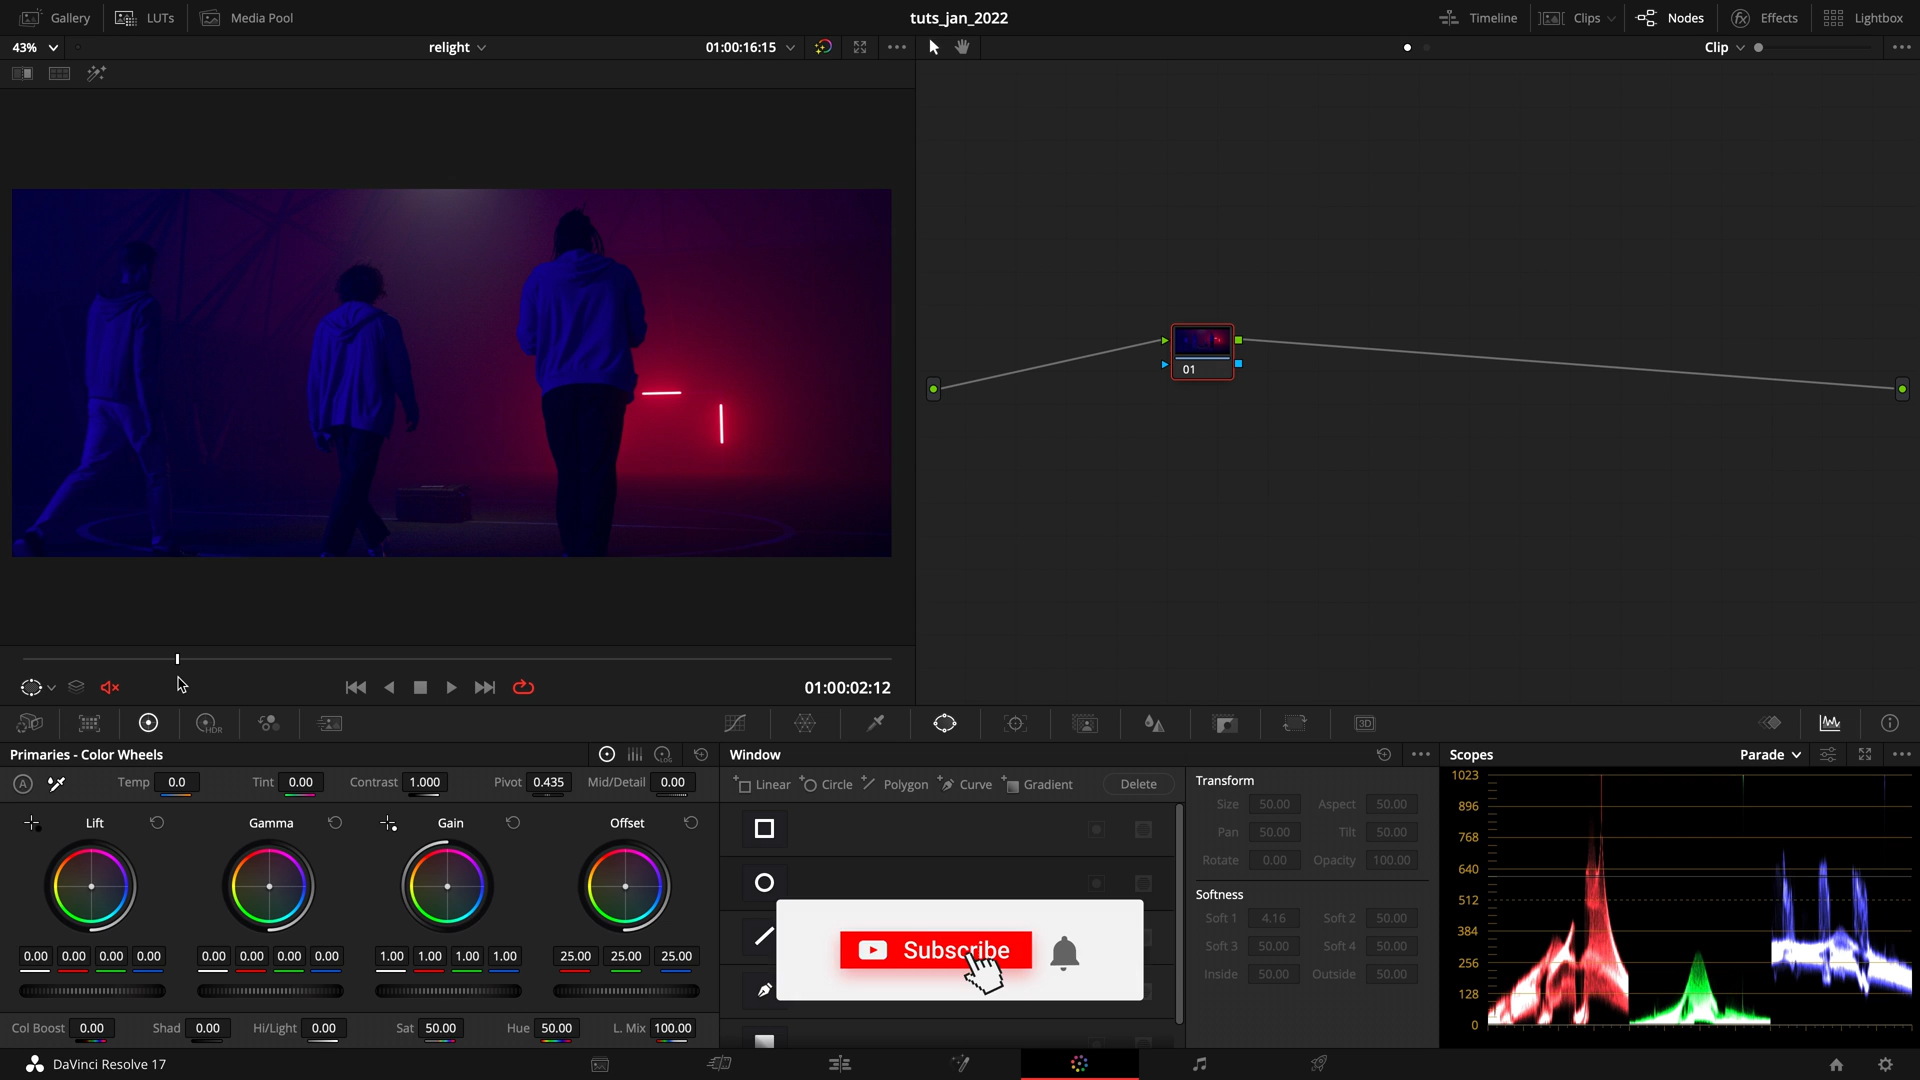 Gallery LUTs Media Pool tuts_jan_2022 Timeline Clips Nodes Effects Lightbox
43% relight 01:00:16:15 Clip
01
01:00:02:12
HDR
3D
Primaries - Color Wheels LOG Window Scopes Parade
A Temp 0.0 Tint 0.00 Contrast 1.000 Pivot 0.435 Mid/Detail 0.00
Linear Circle Polygon Curve Gradient Delete
Transform
Size 50.00 Aspect 50.00
Pan 50.00 Tilt 50.00
Rotate 0.00 Opacity 100.00
Softness
Soft 1 4.16 Soft 2 50.00
Soft 3 50.00 Soft 4 50.00
Inside 50.00 Outside 50.00
Lift Gamma Gain Offset
0.00 0.00 0.00 0.00 0.00 0.00 0.00 0.00 1.00 1.00 1.00 1.00 25.00 25.00 25.00
Col Boost 0.00 Shad 0.00 Hi/Light 0.00 Sat 50.00 Hue 50.00 L. Mix 100.00
Subscribe
1023
896
768
640
512
384
256
128
0
DaVinci Resolve 17